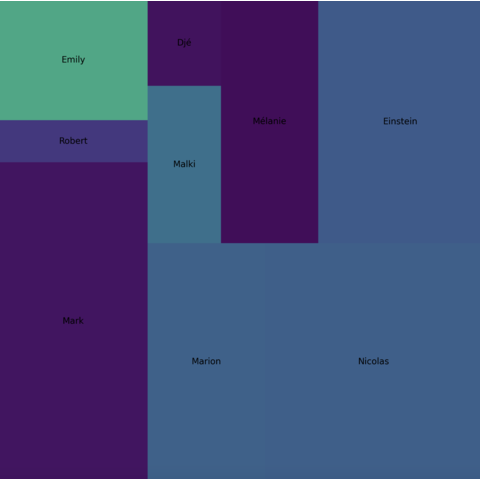 Emily
Djé
Mélanie
Einstein
Robert
Malki
Mark
Marion
Nicolas